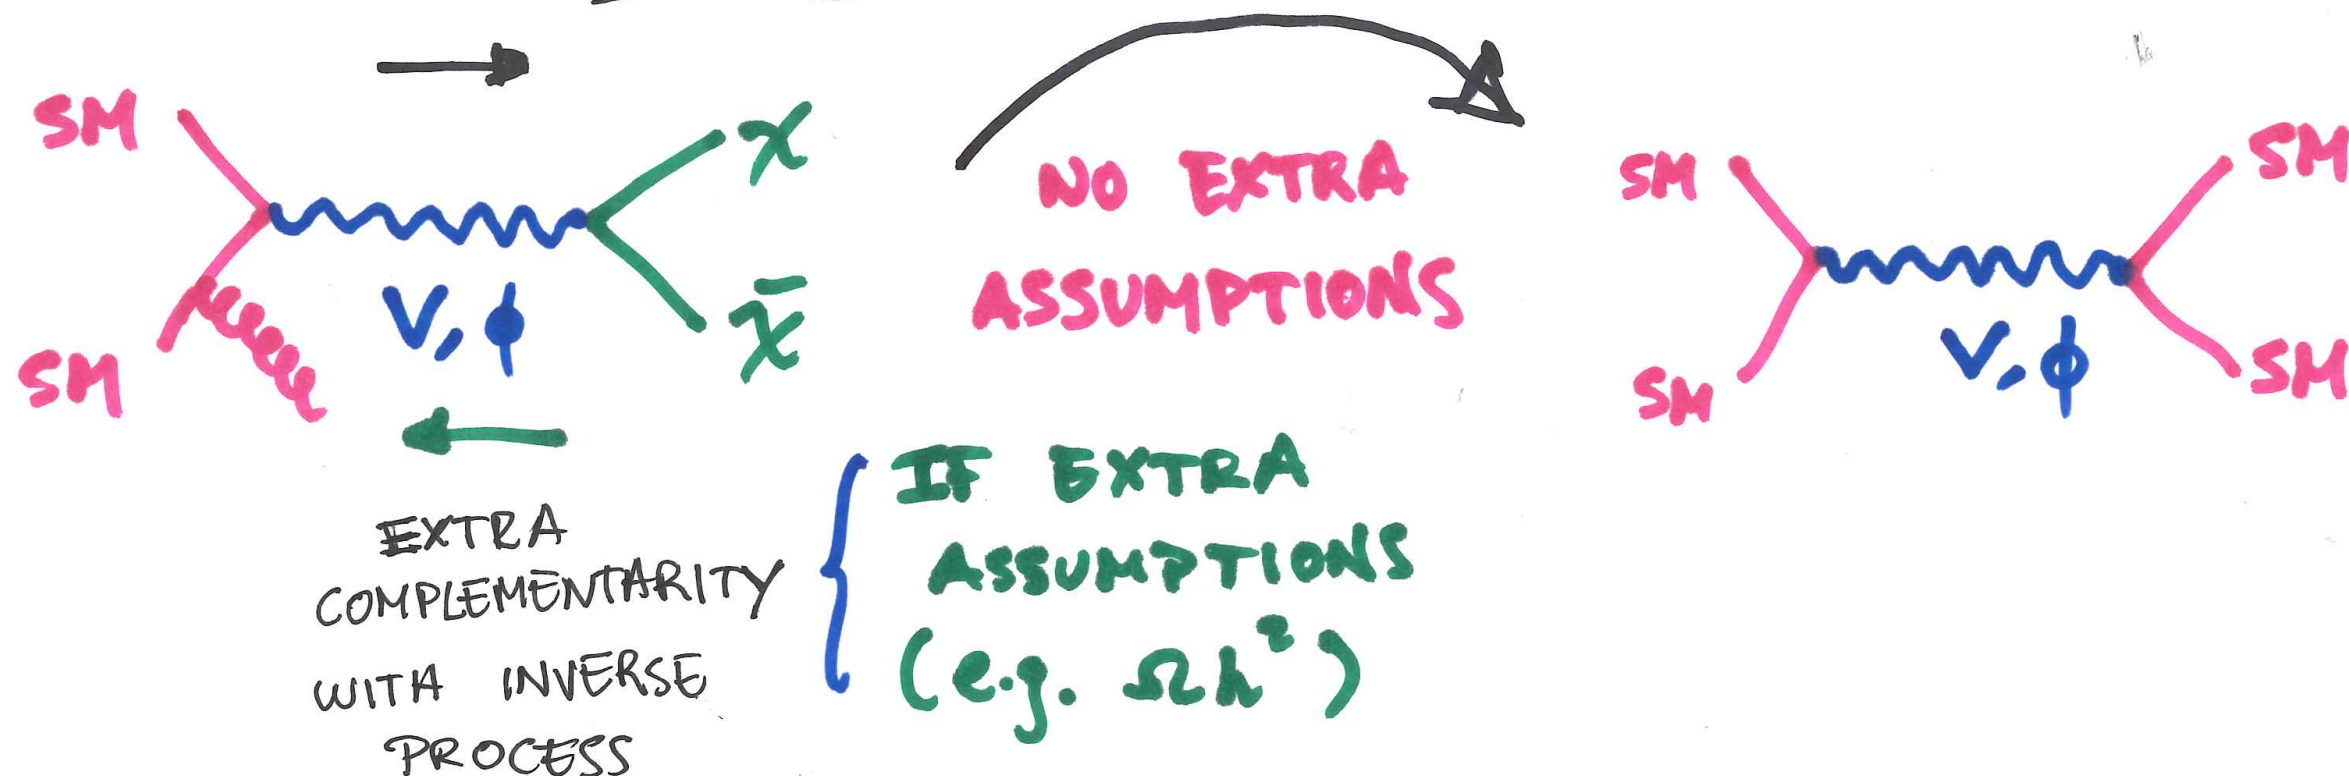 SM
χ
SM
V, ϕ
χ̄
NO EXTRA
ASSUMPTIONS
SM
SM
SM
V, ϕ
SM
EXTRA
COMPLEMENTARITY
WITH INVERSE
PROCESS
IF EXTRA
ASSUMPTIONS
(e.g. Ωh²)